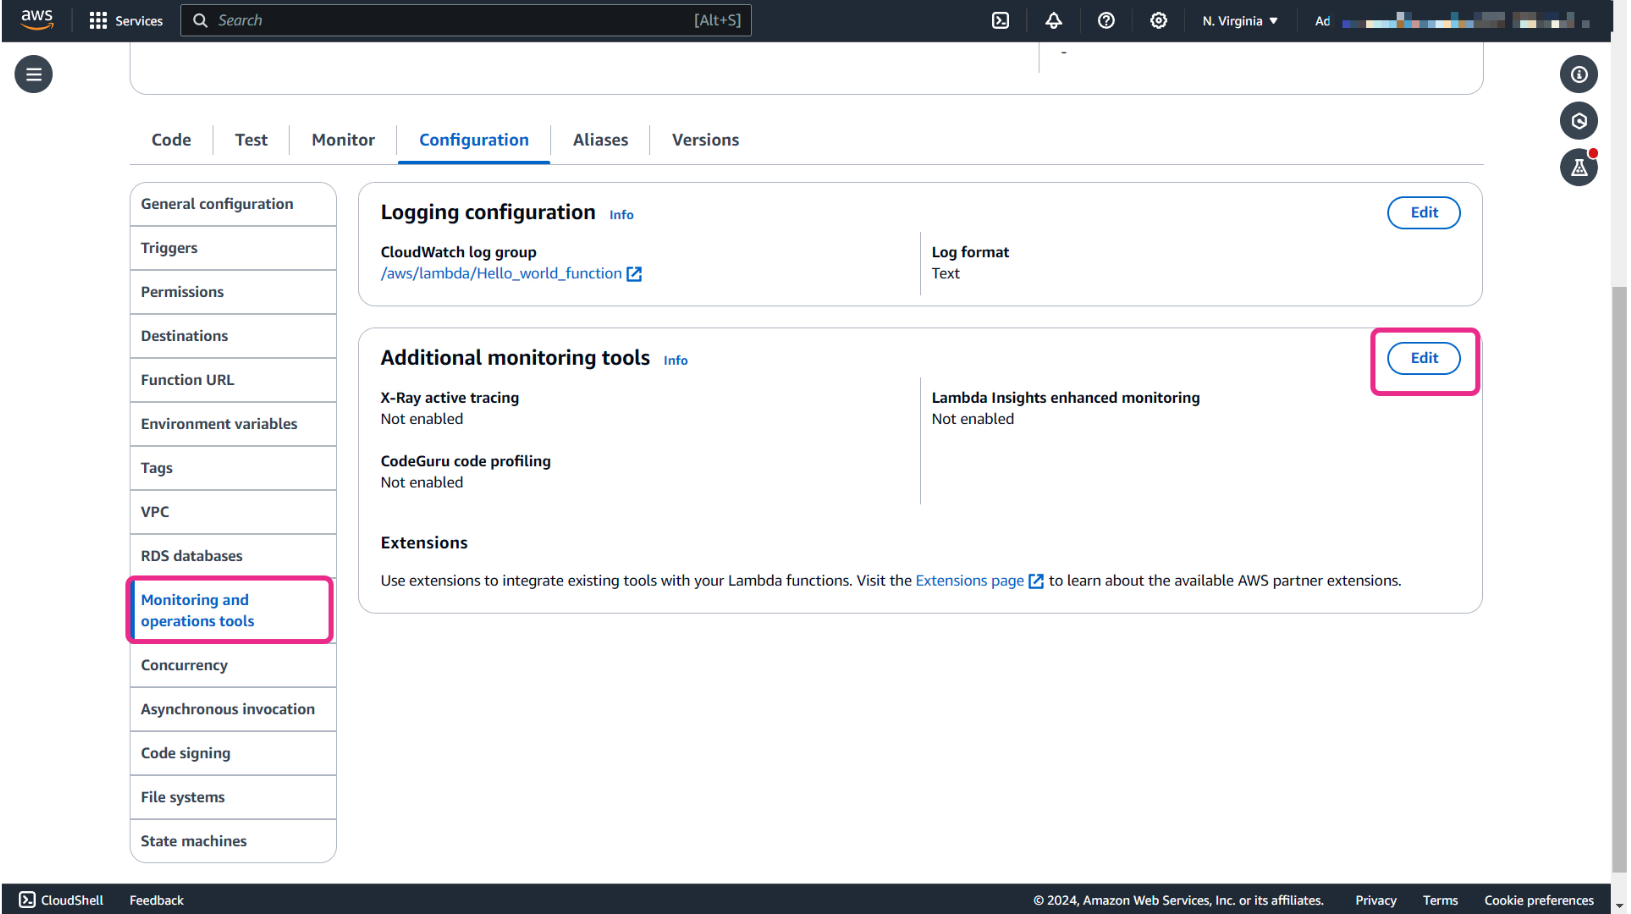 aws
Services
Search
[Alt+S]
N. Virginia ▼
Ad
-
Code
Test
Monitor
Configuration
Aliases
Versions
General configuration
Triggers
Permissions
Destinations
Function URL
Environment variables
Tags
VPC
RDS databases
Monitoring and
operations tools
Concurrency
Asynchronous invocation
Code signing
File systems
State machines
Logging configuration Info
Edit
CloudWatch log group
/aws/lambda/Hello_world_function
Log format
Text
Additional monitoring tools Info
Edit
X-Ray active tracing
Not enabled
Lambda Insights enhanced monitoring
Not enabled
CodeGuru code profiling
Not enabled
Extensions
Use extensions to integrate existing tools with your Lambda functions. Visit the Extensions page to learn about the available AWS partner extensions.
CloudShell
Feedback
© 2024, Amazon Web Services, Inc. or its affiliates.
Privacy
Terms
Cookie preferences